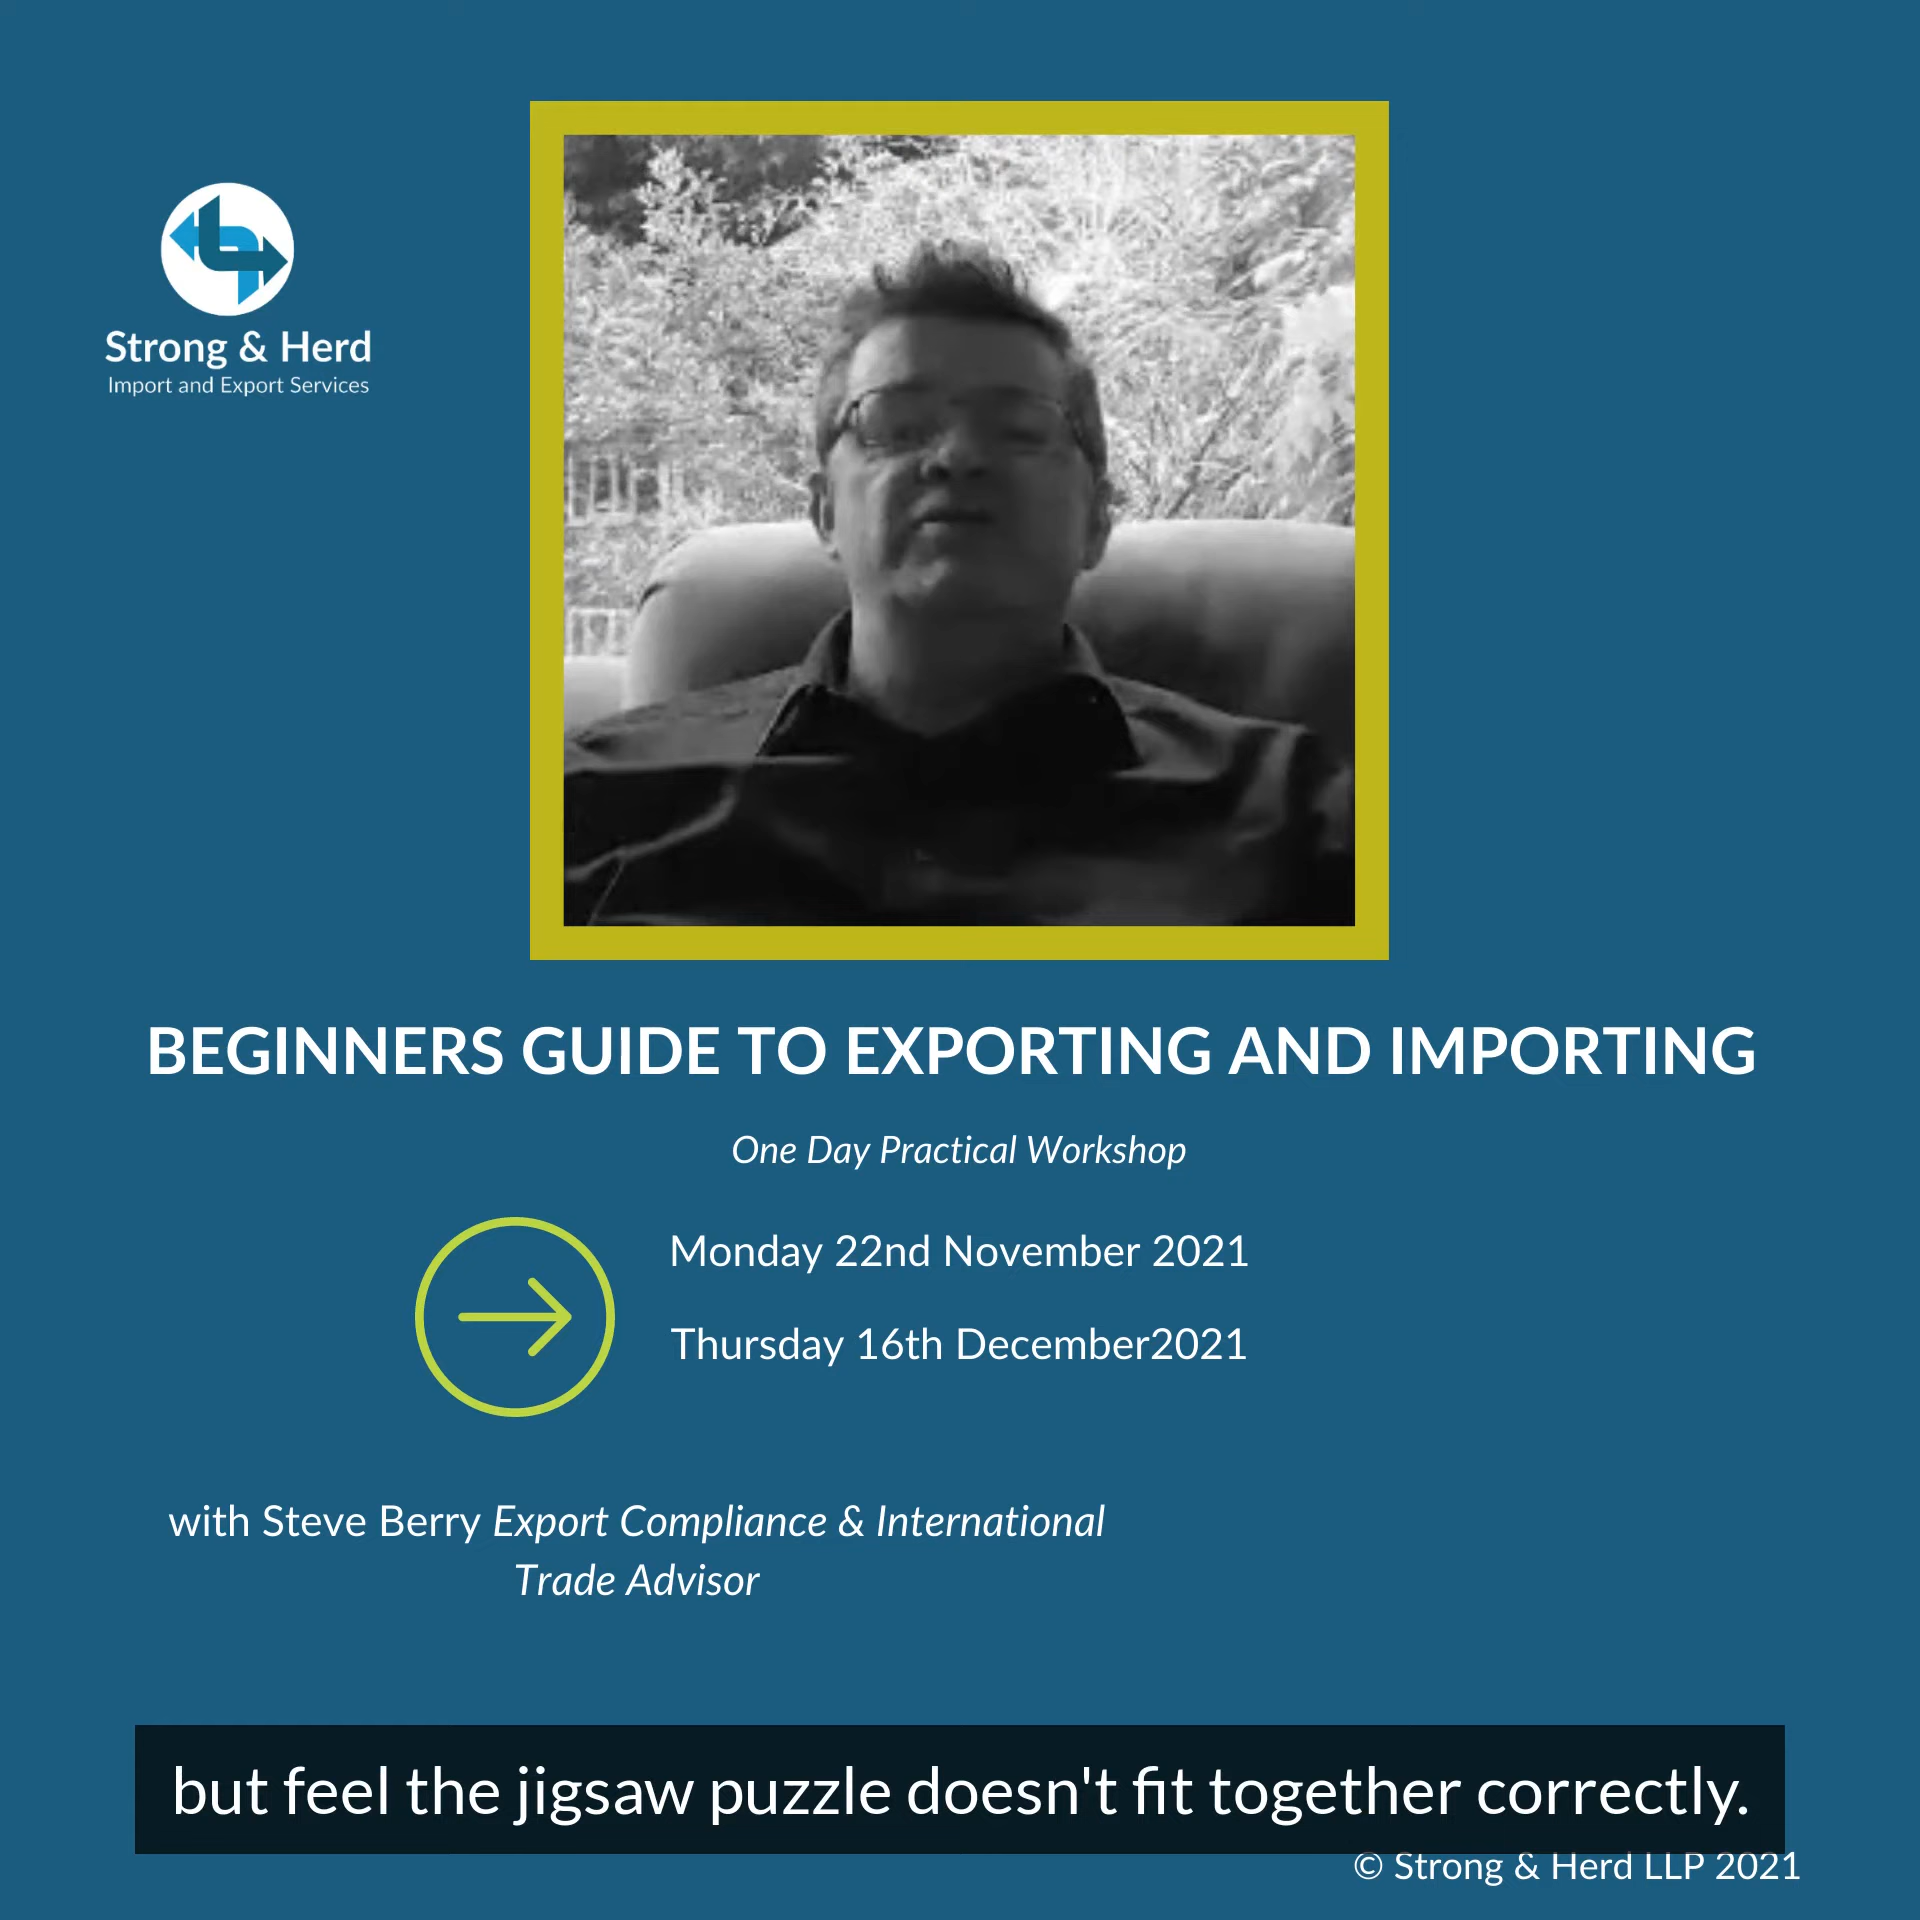 Strong & Herd
Import and Export Services
BEGINNERS GUIDE TO EXPORTING AND IMPORTING
One Day Practical Workshop
Monday 22nd November 2021
Thursday 16th December2021
with Steve Berry Export Compliance & International
Trade Advisor
but feel the jigsaw puzzle doesn't fit together correctly.
© Strong & Herd LLP 2021